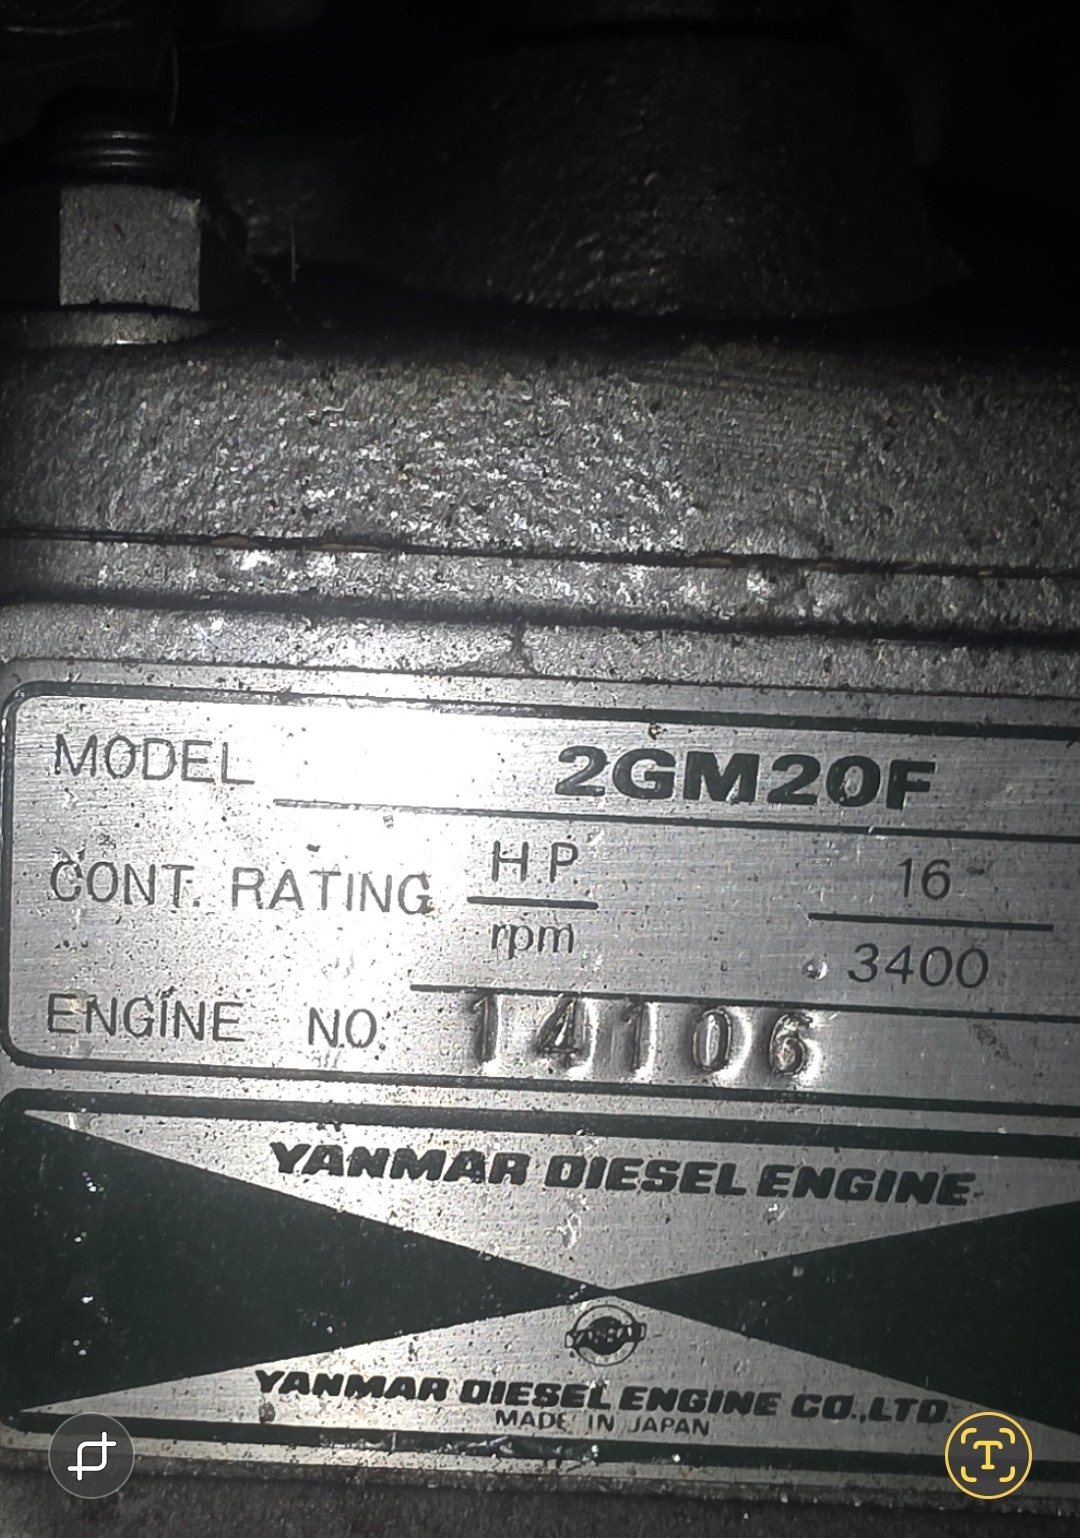 MODEL 2GM20F
CONT. RATING H.P. 16
rpm 3400
ENGINE NO. 14106
YANMAR DIESEL ENGINE
YANMAR
YANMAR DIESEL ENGINE CO.,LTD.
MADE IN JAPAN